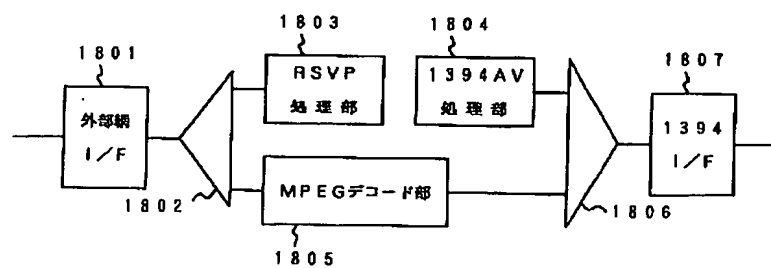 1803
1804
1801
1807
RSVP
処理部
1394AV
処理部
外部網
I/F
1394
I/F
1802
MPEGデコード部
1806
1805